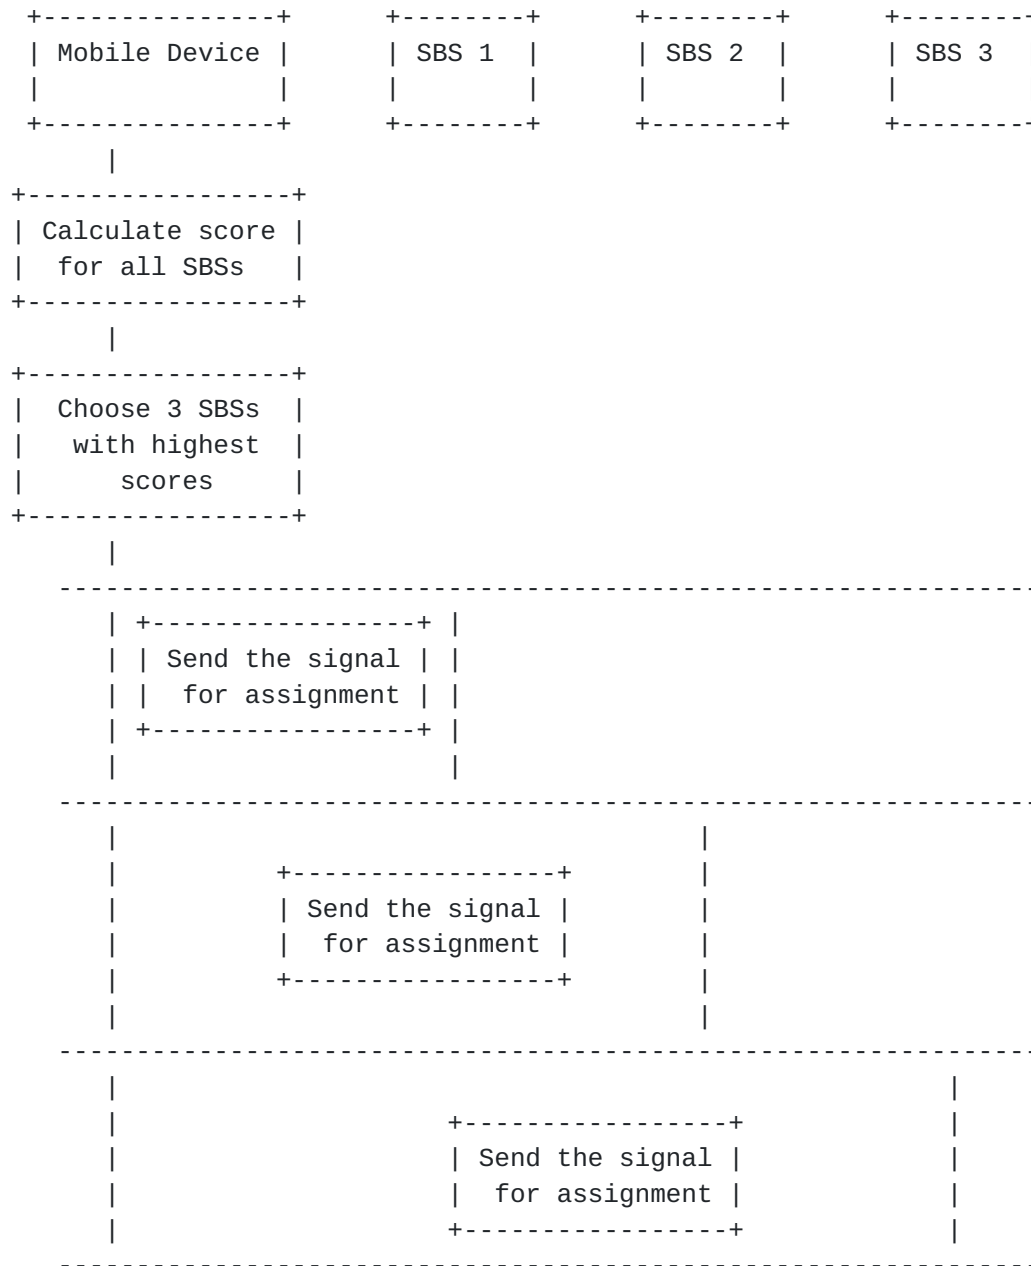 Mobile Device SBS 1 SBS 2 SBS 3
Calculate score
for all SBSs
Choose 3 SBSs
with highest
scores
Send the signal
for assignment
Send the signal
for assignment
Send the signal
for assignment